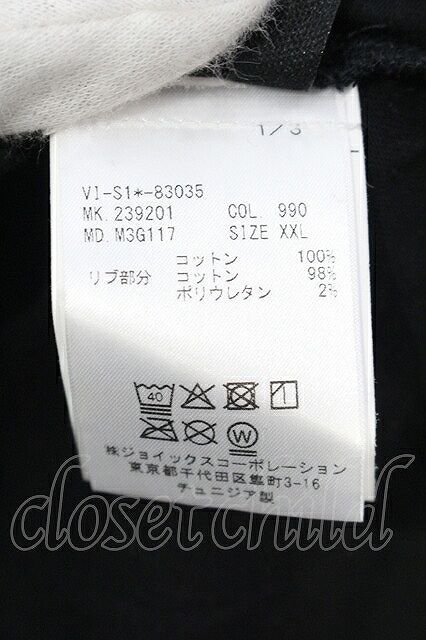 1/3
VI-S1*-83035
MK. 239201 COL. 990
MD. M3G117 SIZE XXL
コットン 100%
リブ部分 コットン 98%
ポリウレタン 2%
40
W
㈱ジョイックスコーポレーション
東京都千代田区隼町3-16
チュニジア製
closet child